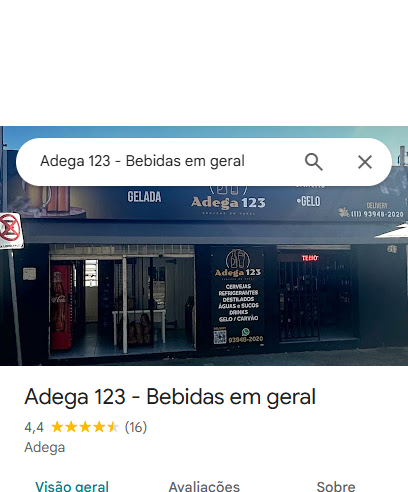 Adega 123 - Bebidas em geral
GELADA
Adega 123
•GELO
DELIVERY
(11) 93948-2020
Adega 123
CERVEJAS
REFRIGERANTES
DESTILADOS
ÁGUAS e SUCOS
DRINKS
GELO / CARVÃO
93948-2020
Adega 123 - Bebidas em geral
4,4 (16)
Adega
Visão geral
Avaliações
Sobre